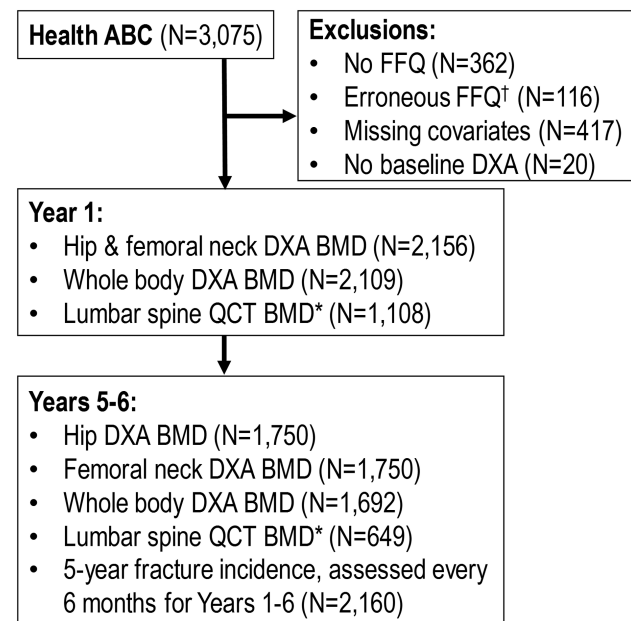 Health ABC (N=3,075)
Exclusions:
• No FFQ (N=362)
• Erroneous FFQ† (N=116)
• Missing covariates (N=417)
• No baseline DXA (N=20)
Year 1:
• Hip & femoral neck DXA BMD (N=2,156)
• Whole body DXA BMD (N=2,109)
• Lumbar spine QCT BMD* (N=1,108)
Years 5-6:
• Hip DXA BMD (N=1,750)
• Femoral neck DXA BMD (N=1,750)
• Whole body DXA BMD (N=1,692)
• Lumbar spine QCT BMD* (N=649)
• 5-year fracture incidence, assessed every
6 months for Years 1-6 (N=2,160)